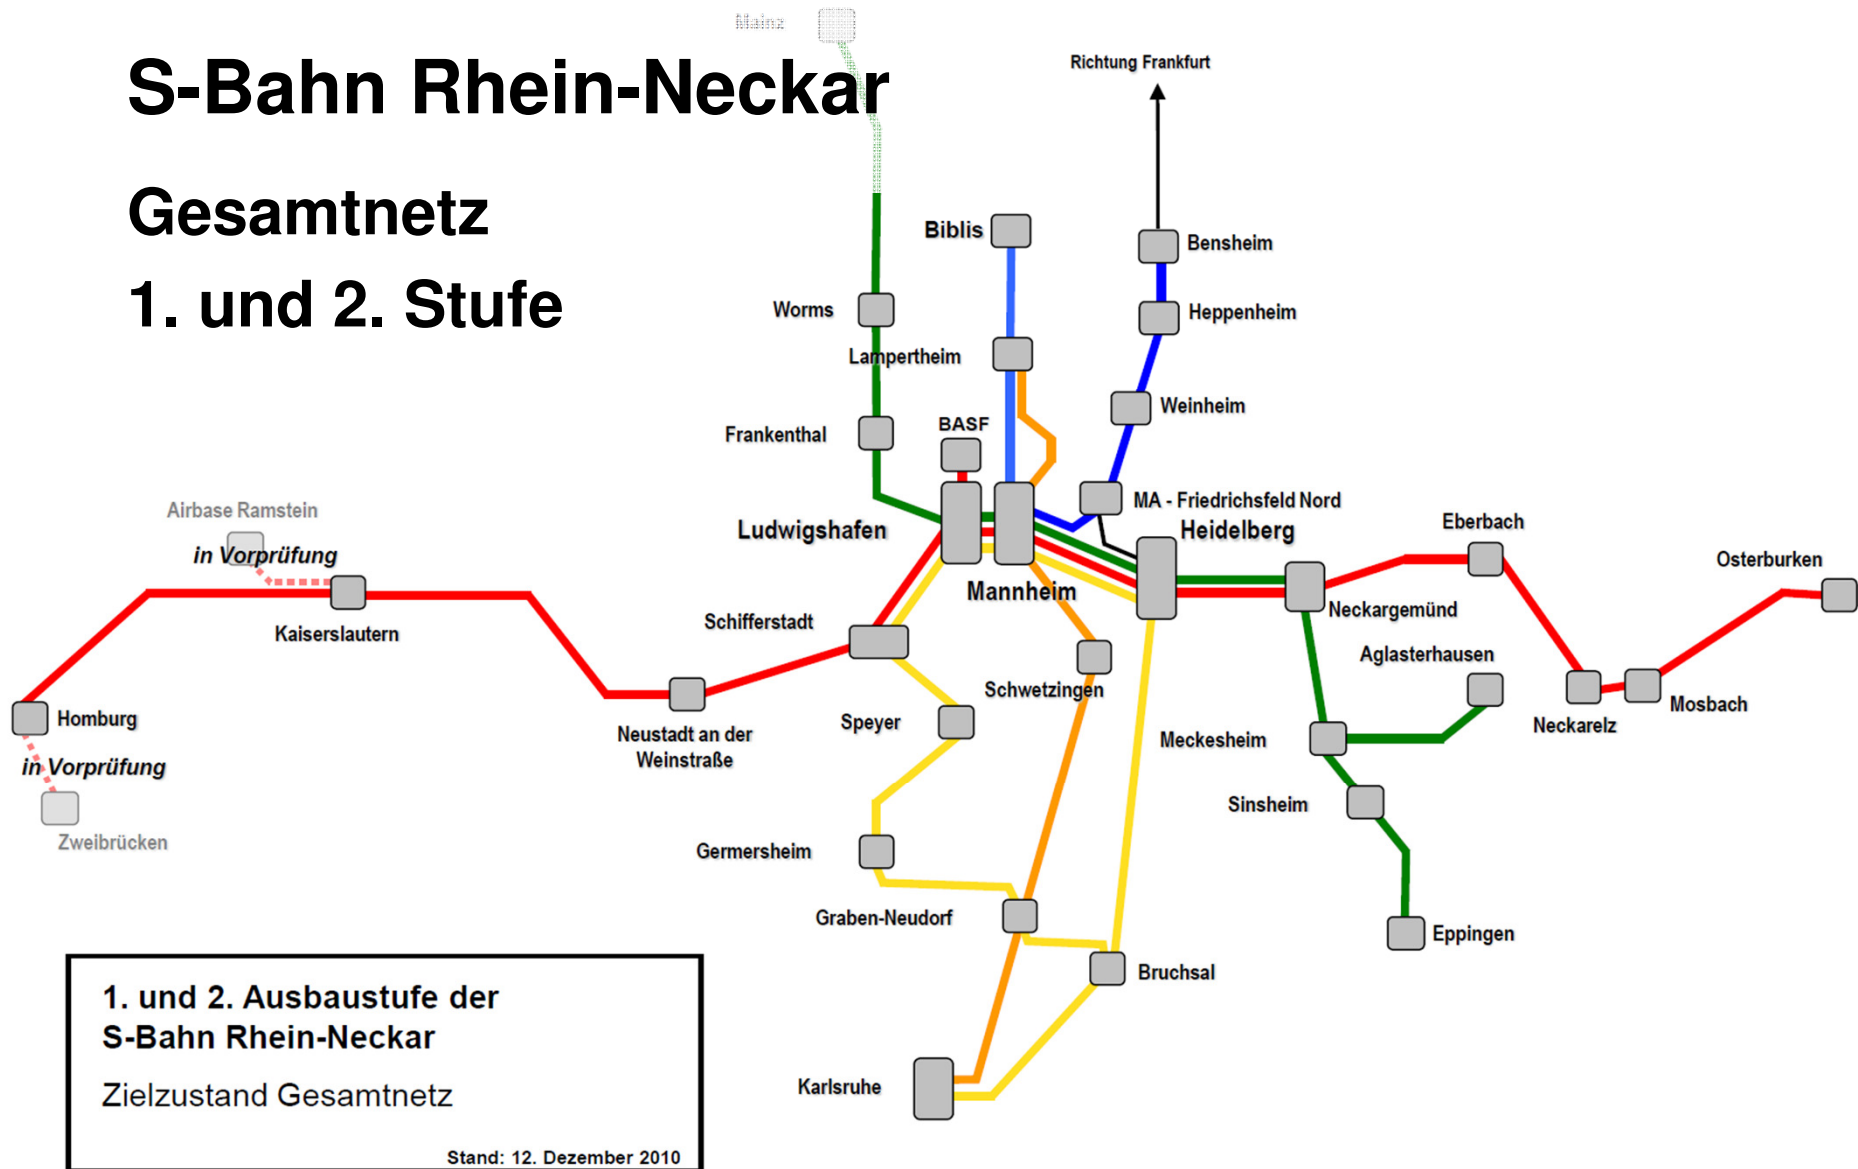 Mainz
S-Bahn Rhein-Neckar
Richtung Frankfurt
Gesamtnetz
1. und 2. Stufe
Biblis
Bensheim
Worms
Heppenheim
Lampertheim
Weinheim
Frankenthal
BASF
MA - Friedrichsfeld Nord
Airbase Ramstein
in Vorprüfung
Ludwigshafen
Heidelberg
Eberbach
Osterburken
Mannheim
Kaiserslautern
Schifferstadt
Neckargemünd
Aglasterhausen
Schwetzingen
Homburg
Speyer
Neustadt an der
Weinstraße
Meckesheim
Neckarelz
Mosbach
in Vorprüfung
Sinsheim
Zweibrücken
Germersheim
Graben-Neudorf
Eppingen
Bruchsal
Karlsruhe
1. und 2. Ausbaustufe der
S-Bahn Rhein-Neckar
Zielzustand Gesamtnetz
Stand: 12. Dezember 2010